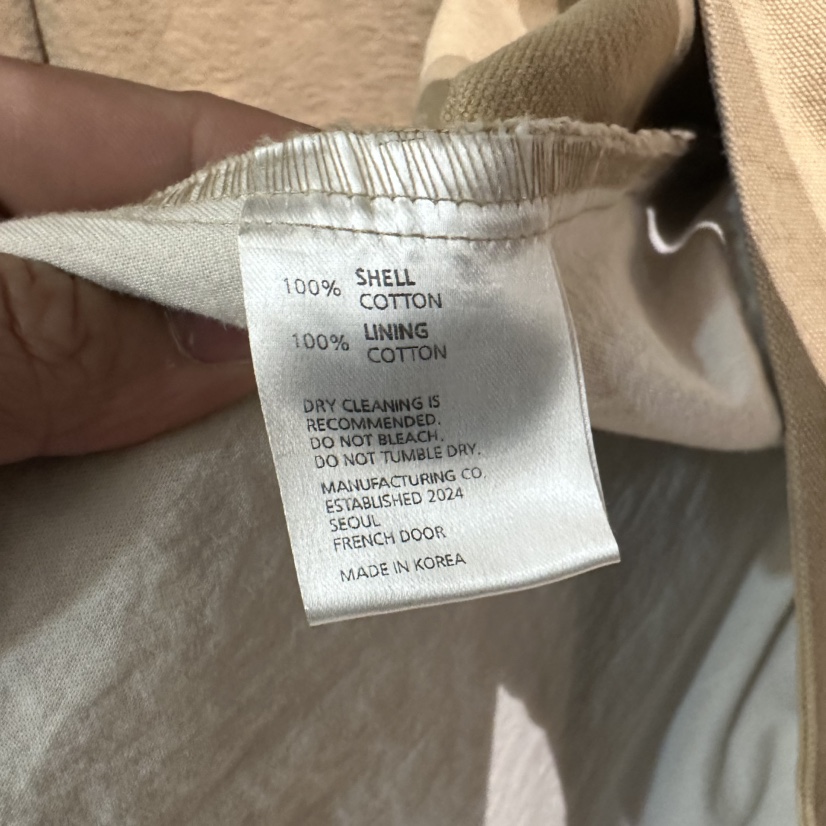 100% SHELL
COTTON
100% LINING
COTTON
DRY CLEANING IS
RECOMMENDED.
DO NOT BLEACH.
DO NOT TUMBLE DRY.
MANUFACTURING CO.
ESTABLISHED 2024
SEOUL
FRENCH DOOR
MADE IN KOREA